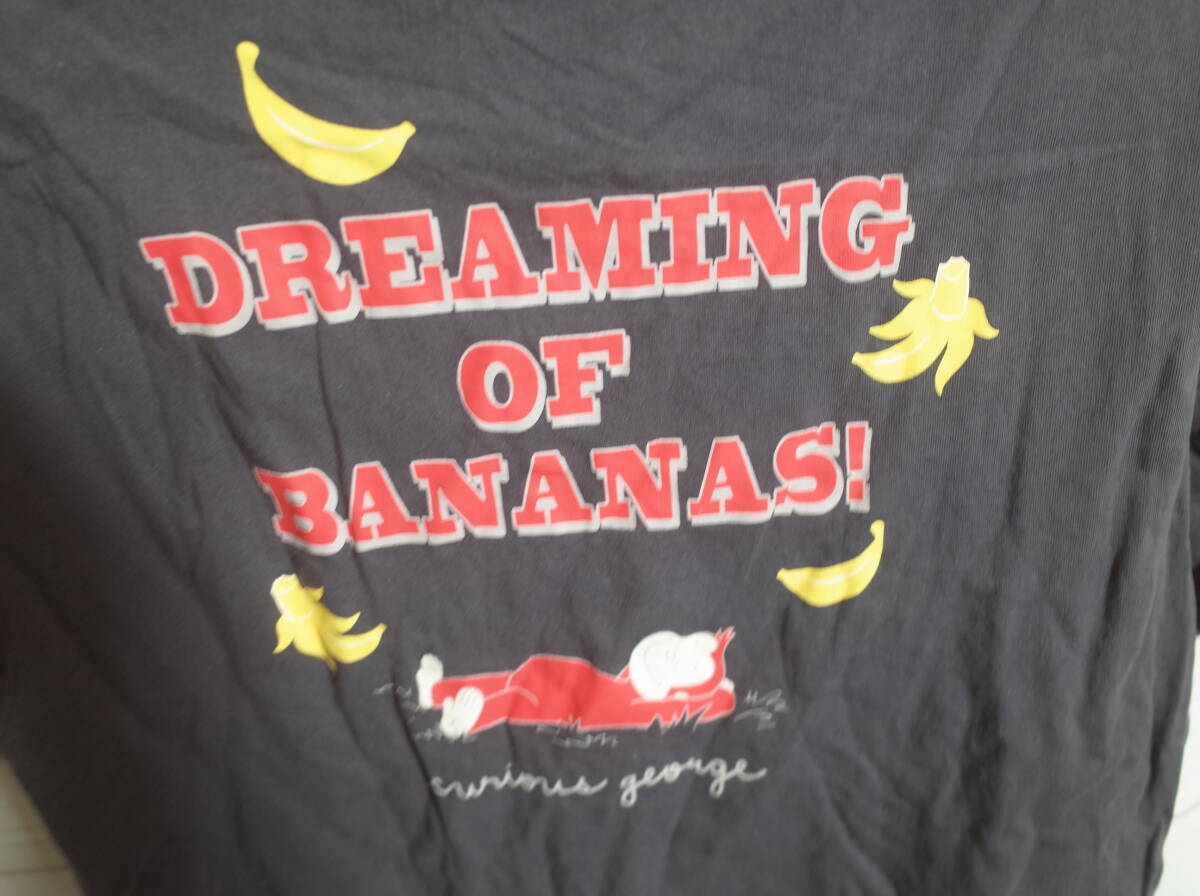 DREAMING
OF
BANANAS!
curious george